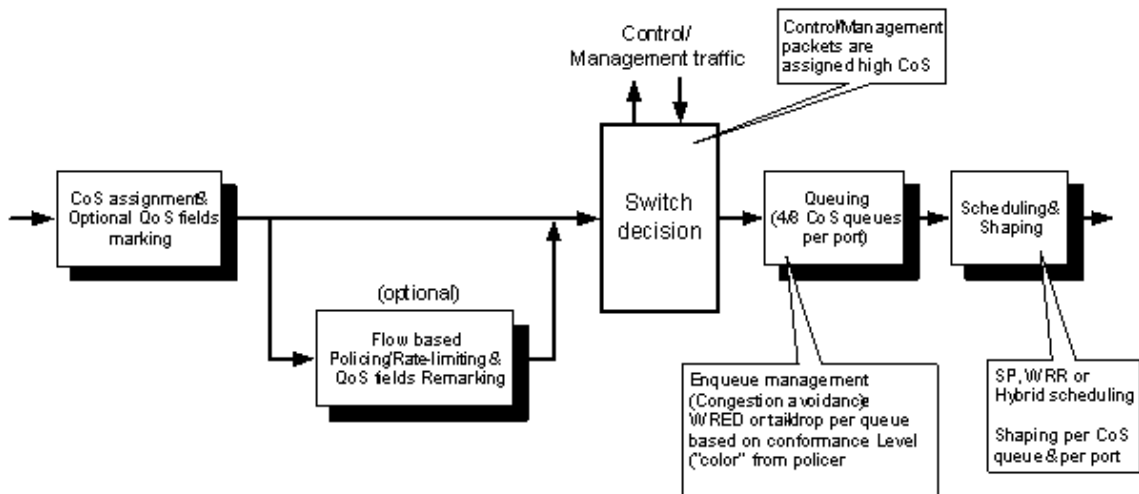 Control/
Management traffic
Control/Management
packets are
assigned high CoS
CoS assignment&
Optional QoS fields
marking
Switch
decision
Queuing
(4/8 CoS queues
per port)
Scheduling&
Shaping
(optional)
Flow based
Policing/Rate-limiting &
QoS fields Remarking
Enqueue management
(Congestion avoidance)
WRED or taildrop per queue
based on conformance Level
("color" from policer
SP, WRR or
Hybrid scheduling
Shaping per CoS
queue & per port